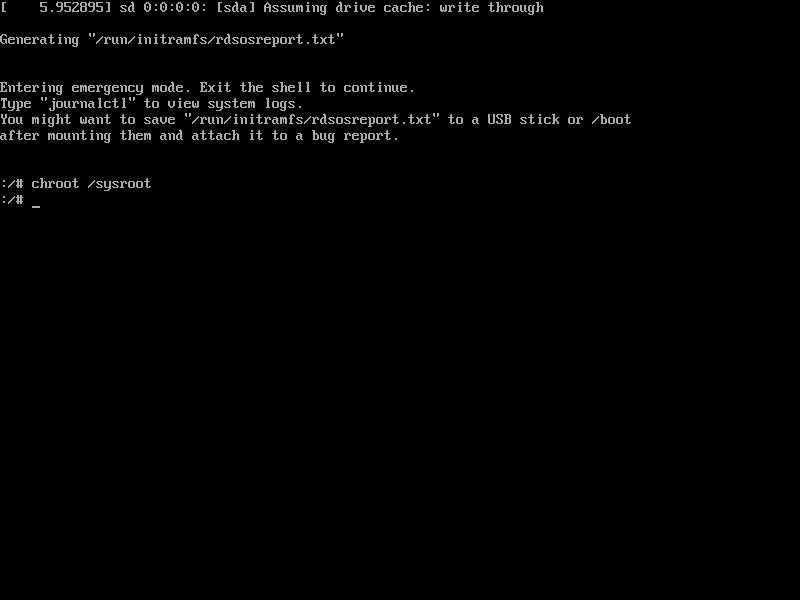 [    5.952895] sd 0:0:0:0: [sda] Assuming drive cache: write through
Generating "/run/initramfs/rdsosreport.txt"
Entering emergency mode. Exit the shell to continue.
Type "journalctl" to view system logs.
You might want to save "/run/initramfs/rdsosreport.txt" to a USB stick or /boot
after mounting them and attach it to a bug report.
:/# chroot /sysroot
:/# _